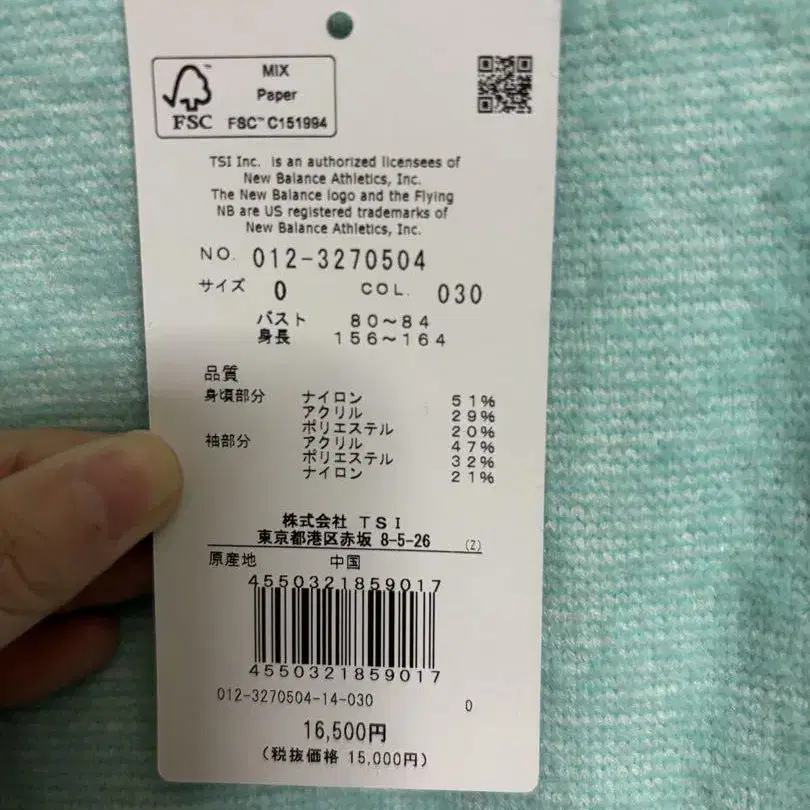 MIX
Paper
FSC
FSC™ C151994
TSI Inc. is an authorized licensees of
New Balance Athletics, Inc.
The New Balance logo and the Flying
NB are US registered trademarks of
New Balance Athletics, Inc.
NO. 012-3270504
サイズ 0 COL. 030
バスト 80~84
身長 156~164
品質
身頃部分 ナイロン 51%
アクリル 29%
ポリエステル 20%
袖部分 アクリル 47%
ポリエステル 32%
ナイロン 21%
株式会社 TSI
東京都港区赤坂 8-5-26 (Z)
原産地 中国
4550321859017
4550321859017
012-3270504-14-030 0
16,500円
(税抜価格 15,000円)